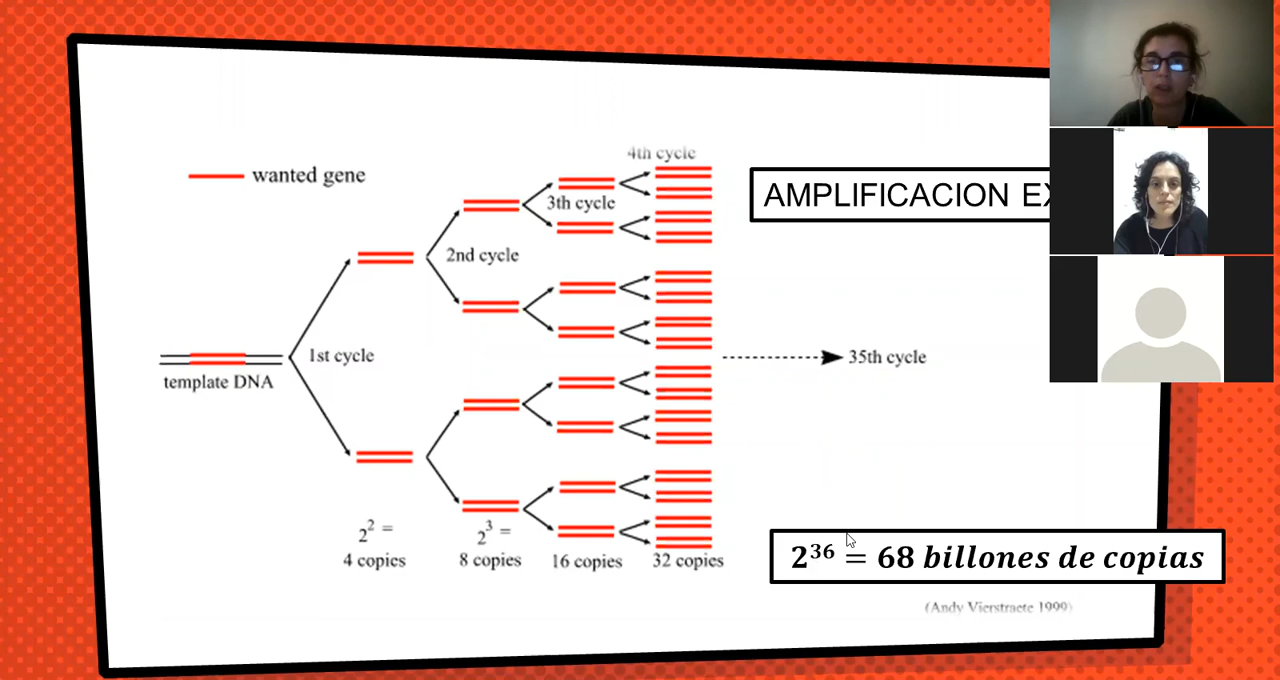 4th cycle
wanted gene
AMPLIFICACION
3th cycle
2nd cycle
1st cycle
35th cycle
template DNA
2² =
4 copies
2³ =
8 copies
16 copies
32 copies
2³⁶ = 68 billones de copias
(Andy Vierstraete 1999)